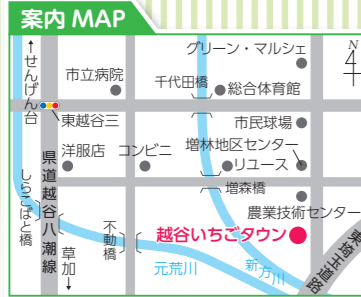 案内 MAP
グリーン・マルシェ
N
4
↑せんげん台
市立病院
千代田橋
総合体育館
東越谷三
市民球場
洋服店
コンビニ
増林地区センター
リユース
県道越谷八潮線
しらこばと橋
増森橋
農業技術センター
不動橋
越谷いちごタウン
草加↓
元荒川
新方川
東埼玉道路